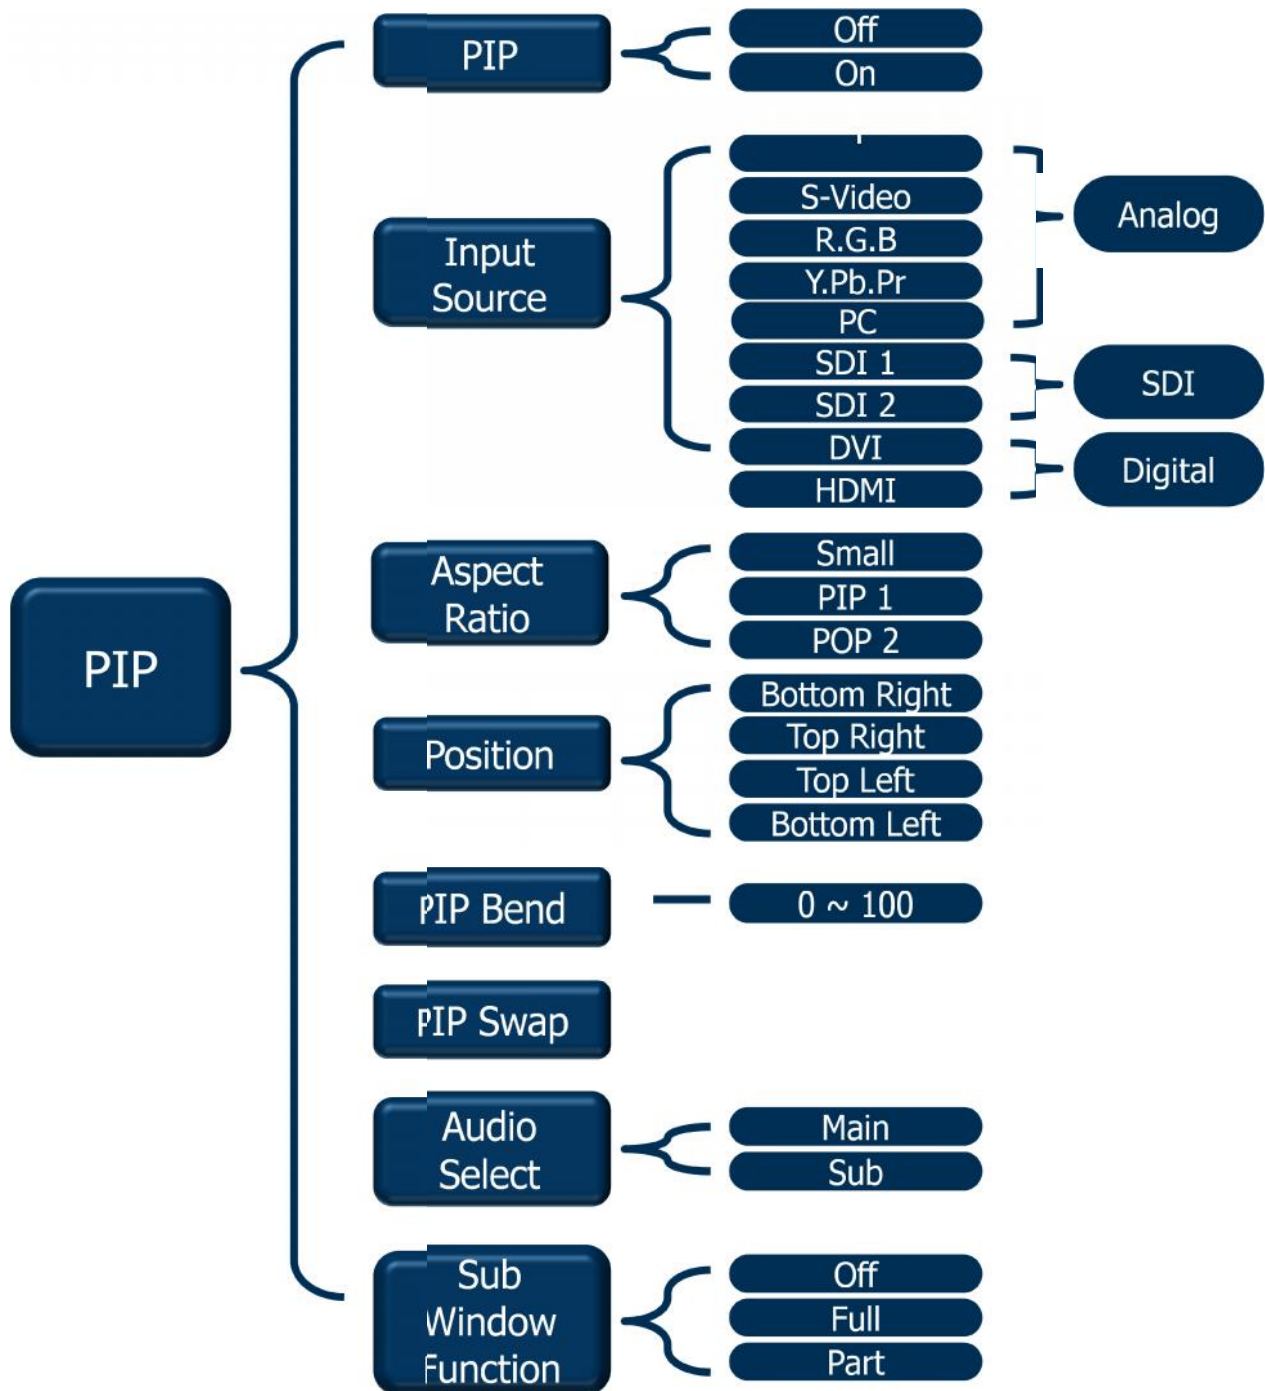 PIP
PIP
Off
On
Input
Source
S-Video
R.G.B
Y.Pb.Pr
PC
SDI 1
SDI 2
DVI
HDMI
Analog
SDI
Digital
Aspect
Ratio
Small
PIP 1
POP 2
Position
Bottom Right
Top Right
Top Left
Bottom Left
PIP Bend
0 ~ 100
PIP Swap
Audio
Select
Main
Sub
Sub
Window
Function
Off
Full
Part